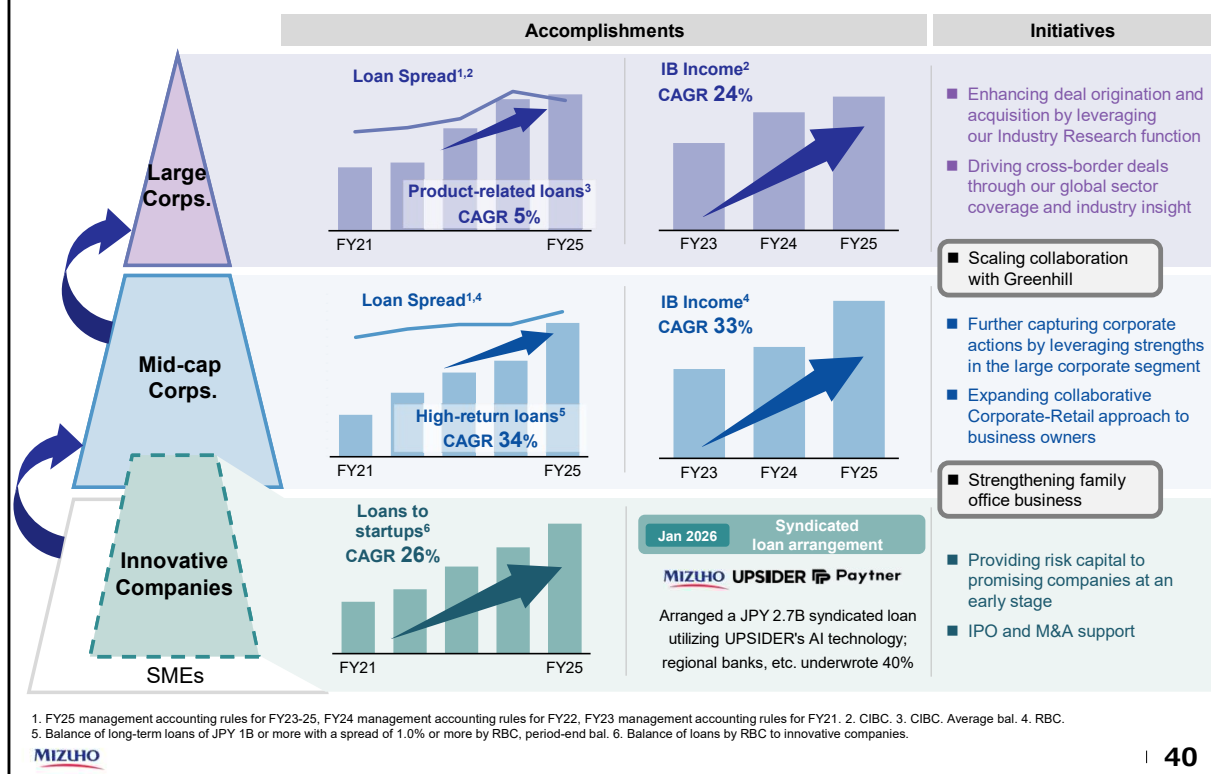 Accomplishments
Initiatives
Large
Corps.
Loan Spread1,2
Product-related loans3
CAGR 5%
FY21
FY25
IB Income2
CAGR 24%
FY23
FY24
FY25
■ Enhancing deal origination and
acquisition by leveraging
our Industry Research function
■ Driving cross-border deals
through our global sector
coverage and industry insight
■ Scaling collaboration
with Greenhill
Mid-cap
Corps.
Loan Spread1,4
High-return loans5
CAGR 34%
FY21
FY25
IB Income4
CAGR 33%
FY23
FY24
FY25
■ Further capturing corporate
actions by leveraging strengths
in the large corporate segment
■ Expanding collaborative
Corporate-Retail approach to
business owners
■ Strengthening family
office business
Innovative
Companies
SMEs
Loans to
startups6
CAGR 26%
FY21
FY25
Jan 2026
Syndicated
loan arrangement
MIZUHO UPSIDER Paytner
Arranged a JPY 2.7B syndicated loan
utilizing UPSIDER's AI technology;
regional banks, etc. underwrote 40%
■ Providing risk capital to
promising companies at an
early stage
■ IPO and M&A support
1. FY25 management accounting rules for FY23-25, FY24 management accounting rules for FY22, FY23 management accounting rules for FY21. 2. CIBC. 3. CIBC. Average bal. 4. RBC.
5. Balance of long-term loans of JPY 1B or more with a spread of 1.0% or more by RBC, period-end bal. 6. Balance of loans by RBC to innovative companies.
MIZUHO
40